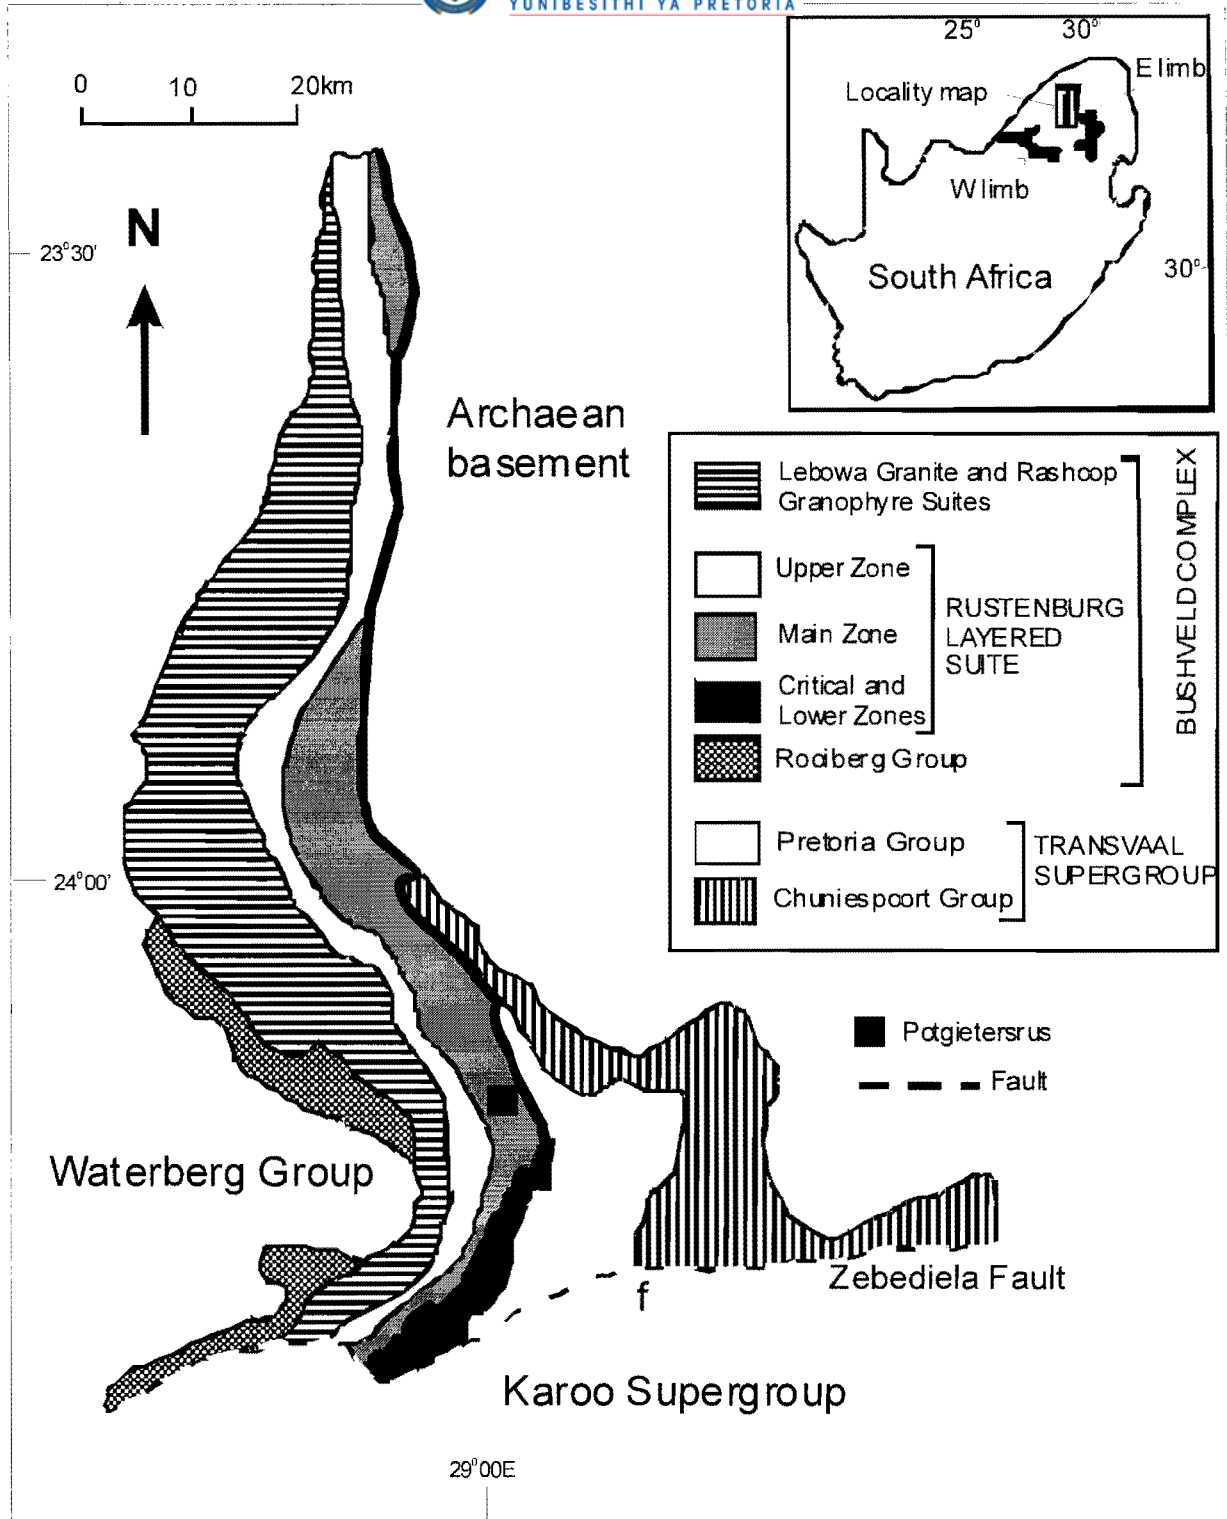 YUNIBESITHI YA PRETORIA
0 10 20km
N
23°30'
24°00'
29°00E
25° 30°
E limb
Locality map
W limb
South Africa
30°
Archaean
basement
Lebowa Granite and Rashoop
Granophyre Suites
Upper Zone
Main Zone
Critical and
Lower Zones
RUSTENBURG
LAYERED
SUITE
Rooiberg Group
BUSHVELD COMPLEX
Pretoria Group
Chuniespoort Group
TRANSVAAL
SUPERGROUP
Potgietersrus
Fault
Waterberg Group
Zebediela Fault
f
Karoo Supergroup